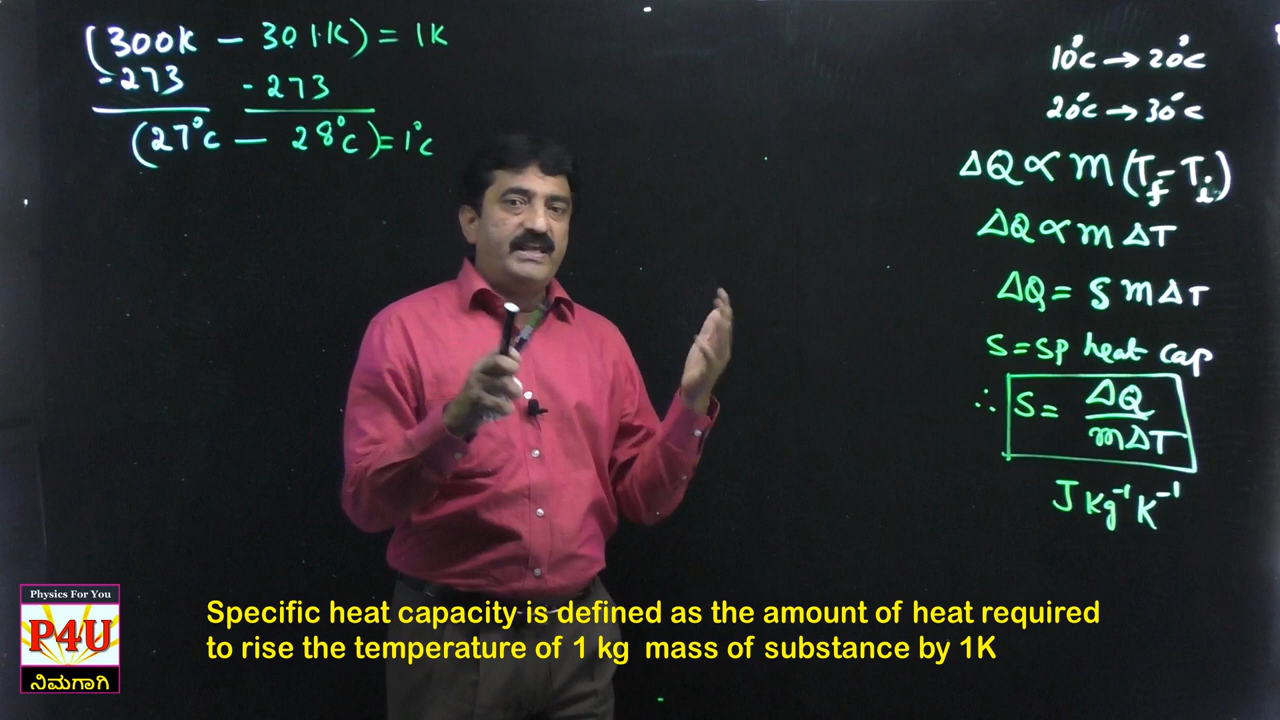 (300K − 301K) = 1K
-273 -273
(27°C − 28°C) = 1°C
10°C → 20°C
20°C → 30°C
ΔQ ∝ m (T_f − T_i)
ΔQ ∝ m ΔT
ΔQ = S m ΔT
S = Sp heat cap
∴ S = ΔQ / mΔT
J Kg⁻¹ K⁻¹
Specific heat capacity is defined as the amount of heat required
to rise the temperature of 1 kg mass of substance by 1K
Physics For You
P4U
ನಿಮಗಾಗಿ